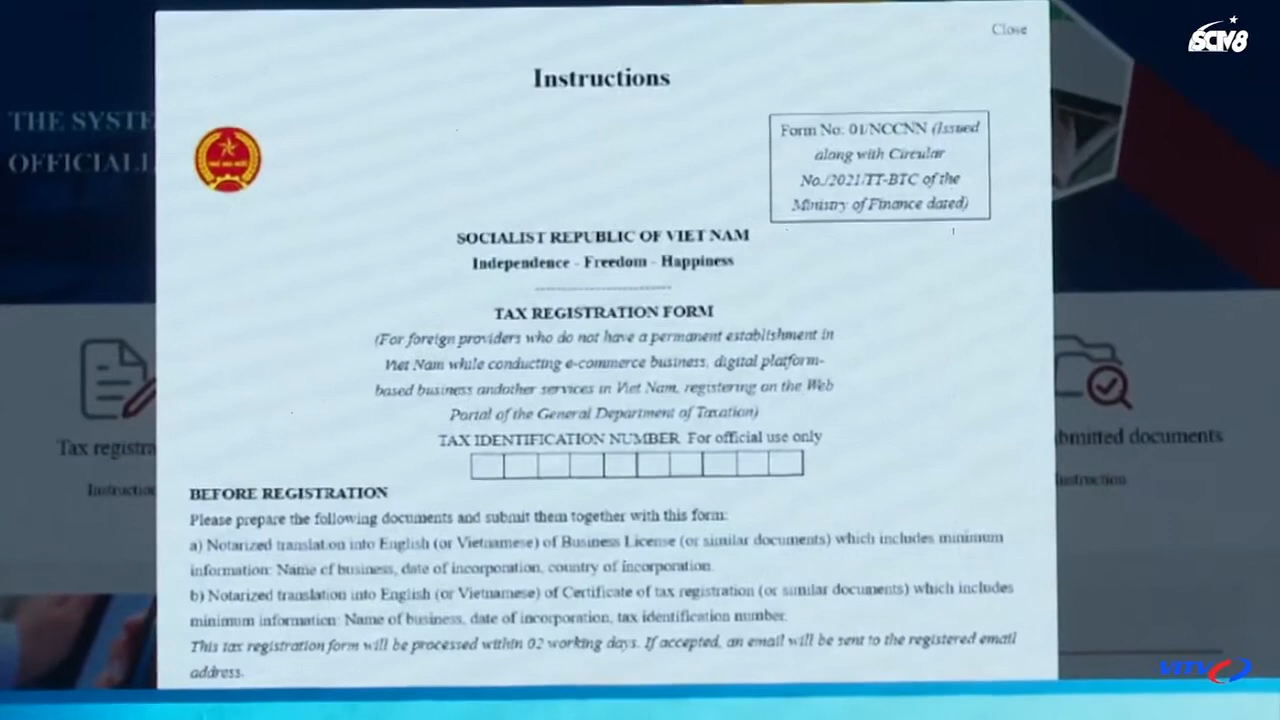 Close
SCTV8
Instructions
THE SYSTE
OFFICIALL
Form No: 01/NCCNN (Issued
along with Circular
No./2021/TT-BTC of the
Ministry of Finance dated)
SOCIALIST REPUBLIC OF VIET NAM
Independence - Freedom - Happiness
--------------------
TAX REGISTRATION FORM
(For foreign providers who do not have a permanent establishment in
Viet Nam while conducting e-commerce business, digital platform-
based business andother services in Viet Nam, registering on the Web
Portal of the General Department of Taxation)
TAX IDENTIFICATION NUMBER For official use only
Tax registra
Instruction
bmitted documents
Instruction
BEFORE REGISTRATION
Please prepare the following documents and submit them together with this form:
a) Notarized translation into English (or Vietnamese) of Business License (or similar documents) which includes minimum
information: Name of business, date of incorporation, country of incorporation.
b) Notarized translation into English (or Vietnamese) of Certificate of tax registration (or similar documents) which includes
minimum information: Name of business, date of incorporation, tax identification number.
This tax registration form will be processed within 02 working days. If accepted, an email will be sent to the registered email
address.
VITV